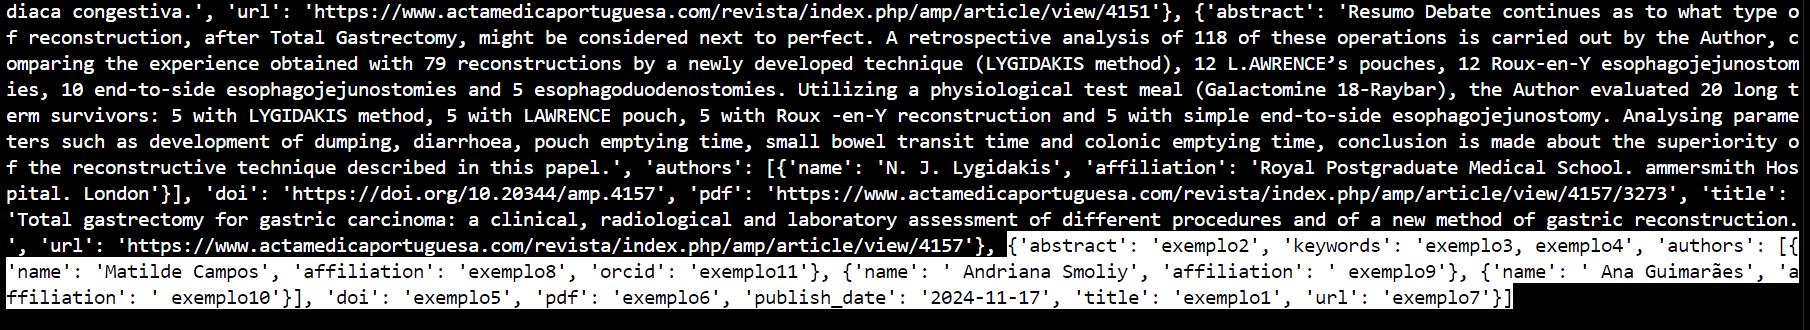 diaca congestiva.', 'url': 'https://www.actamedicaportuguesa.com/revista/index.php/amp/article/view/4151'}, {'abstract': 'Resumo Debate continues as to what type o
f reconstruction, after Total Gastrectomy, might be considered next to perfect. A retrospective analysis of 118 of these operations is carried out by the Author, c
omparing the experience obtained with 79 reconstructions by a newly developed technique (LYGIDAKIS method), 12 L.AWRENCE’s pouches, 12 Roux-en-Y esophagojejunostom
ies, 10 end-to-side esophagojejunostomies and 5 esophagoduodenostomies. Utilizing a physiological test meal (Galactomine 18-Raybar), the Author evaluated 20 long t
erm survivors: 5 with LYGIDAKIS method, 5 with LAWRENCE pouch, 5 with Roux -en-Y reconstruction and 5 with simple end-to-side esophagojejunostomy. Analysing parame
ters such as development of dumping, diarrhoea, pouch emptying time, small bowel transit time and colonic emptying time, conclusion is made about the superiority o
f the reconstructive technique described in this papel.', 'authors': [{'name': 'N. J. Lygidakis', 'affiliation': 'Royal Postgraduate Medical School. ammersmith Hos
pital. London'}], 'doi': 'https://doi.org/10.20344/amp.4157', 'pdf': 'https://www.actamedicaportuguesa.com/revista/index.php/amp/article/view/4157/3273', 'title':
'Total gastrectomy for gastric carcinoma: a clinical, radiological and laboratory assessment of different procedures and of a new method of gastric reconstruction.
', 'url': 'https://www.actamedicaportuguesa.com/revista/index.php/amp/article/view/4157'}, {'abstract': 'exemplo2', 'keywords': 'exemplo3, exemplo4', 'authors': [{
'name': 'Matilde Campos', 'affiliation': 'exemplo8', 'orcid': 'exemplo11'}, {'name': ' Andriana Smoliy', 'affiliation': ' exemplo9'}, {'name': ' Ana Guimarães', 'a
ffiliation': ' exemplo10'}], 'doi': 'exemplo5', 'pdf': 'exemplo6', 'publish_date': '2024-11-17', 'title': 'exemplo1', 'url': 'exemplo7'}]